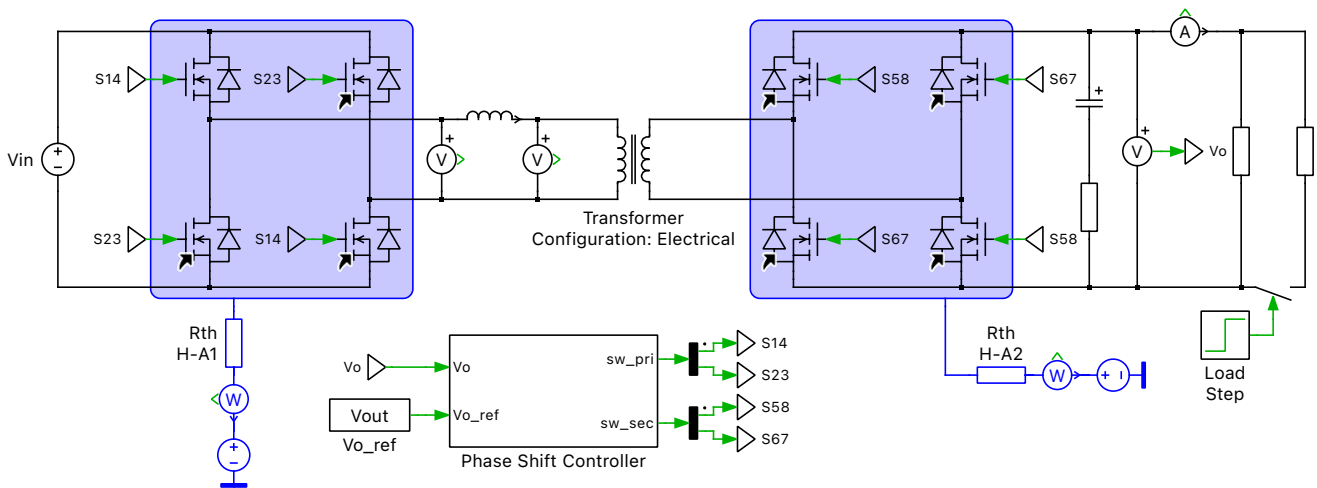 S14
S23
S58
S67
Vin
V
V
V
Vo
A
S23
S14
S67
S58
Transformer
Configuration: Electrical
Rth
H-A1
W
Vo
Vo
Vout
Vo_ref
Vo_ref
sw_pri
sw_sec
Phase Shift Controller
S14
S23
S58
S67
Rth
H-A2
W
Load
Step